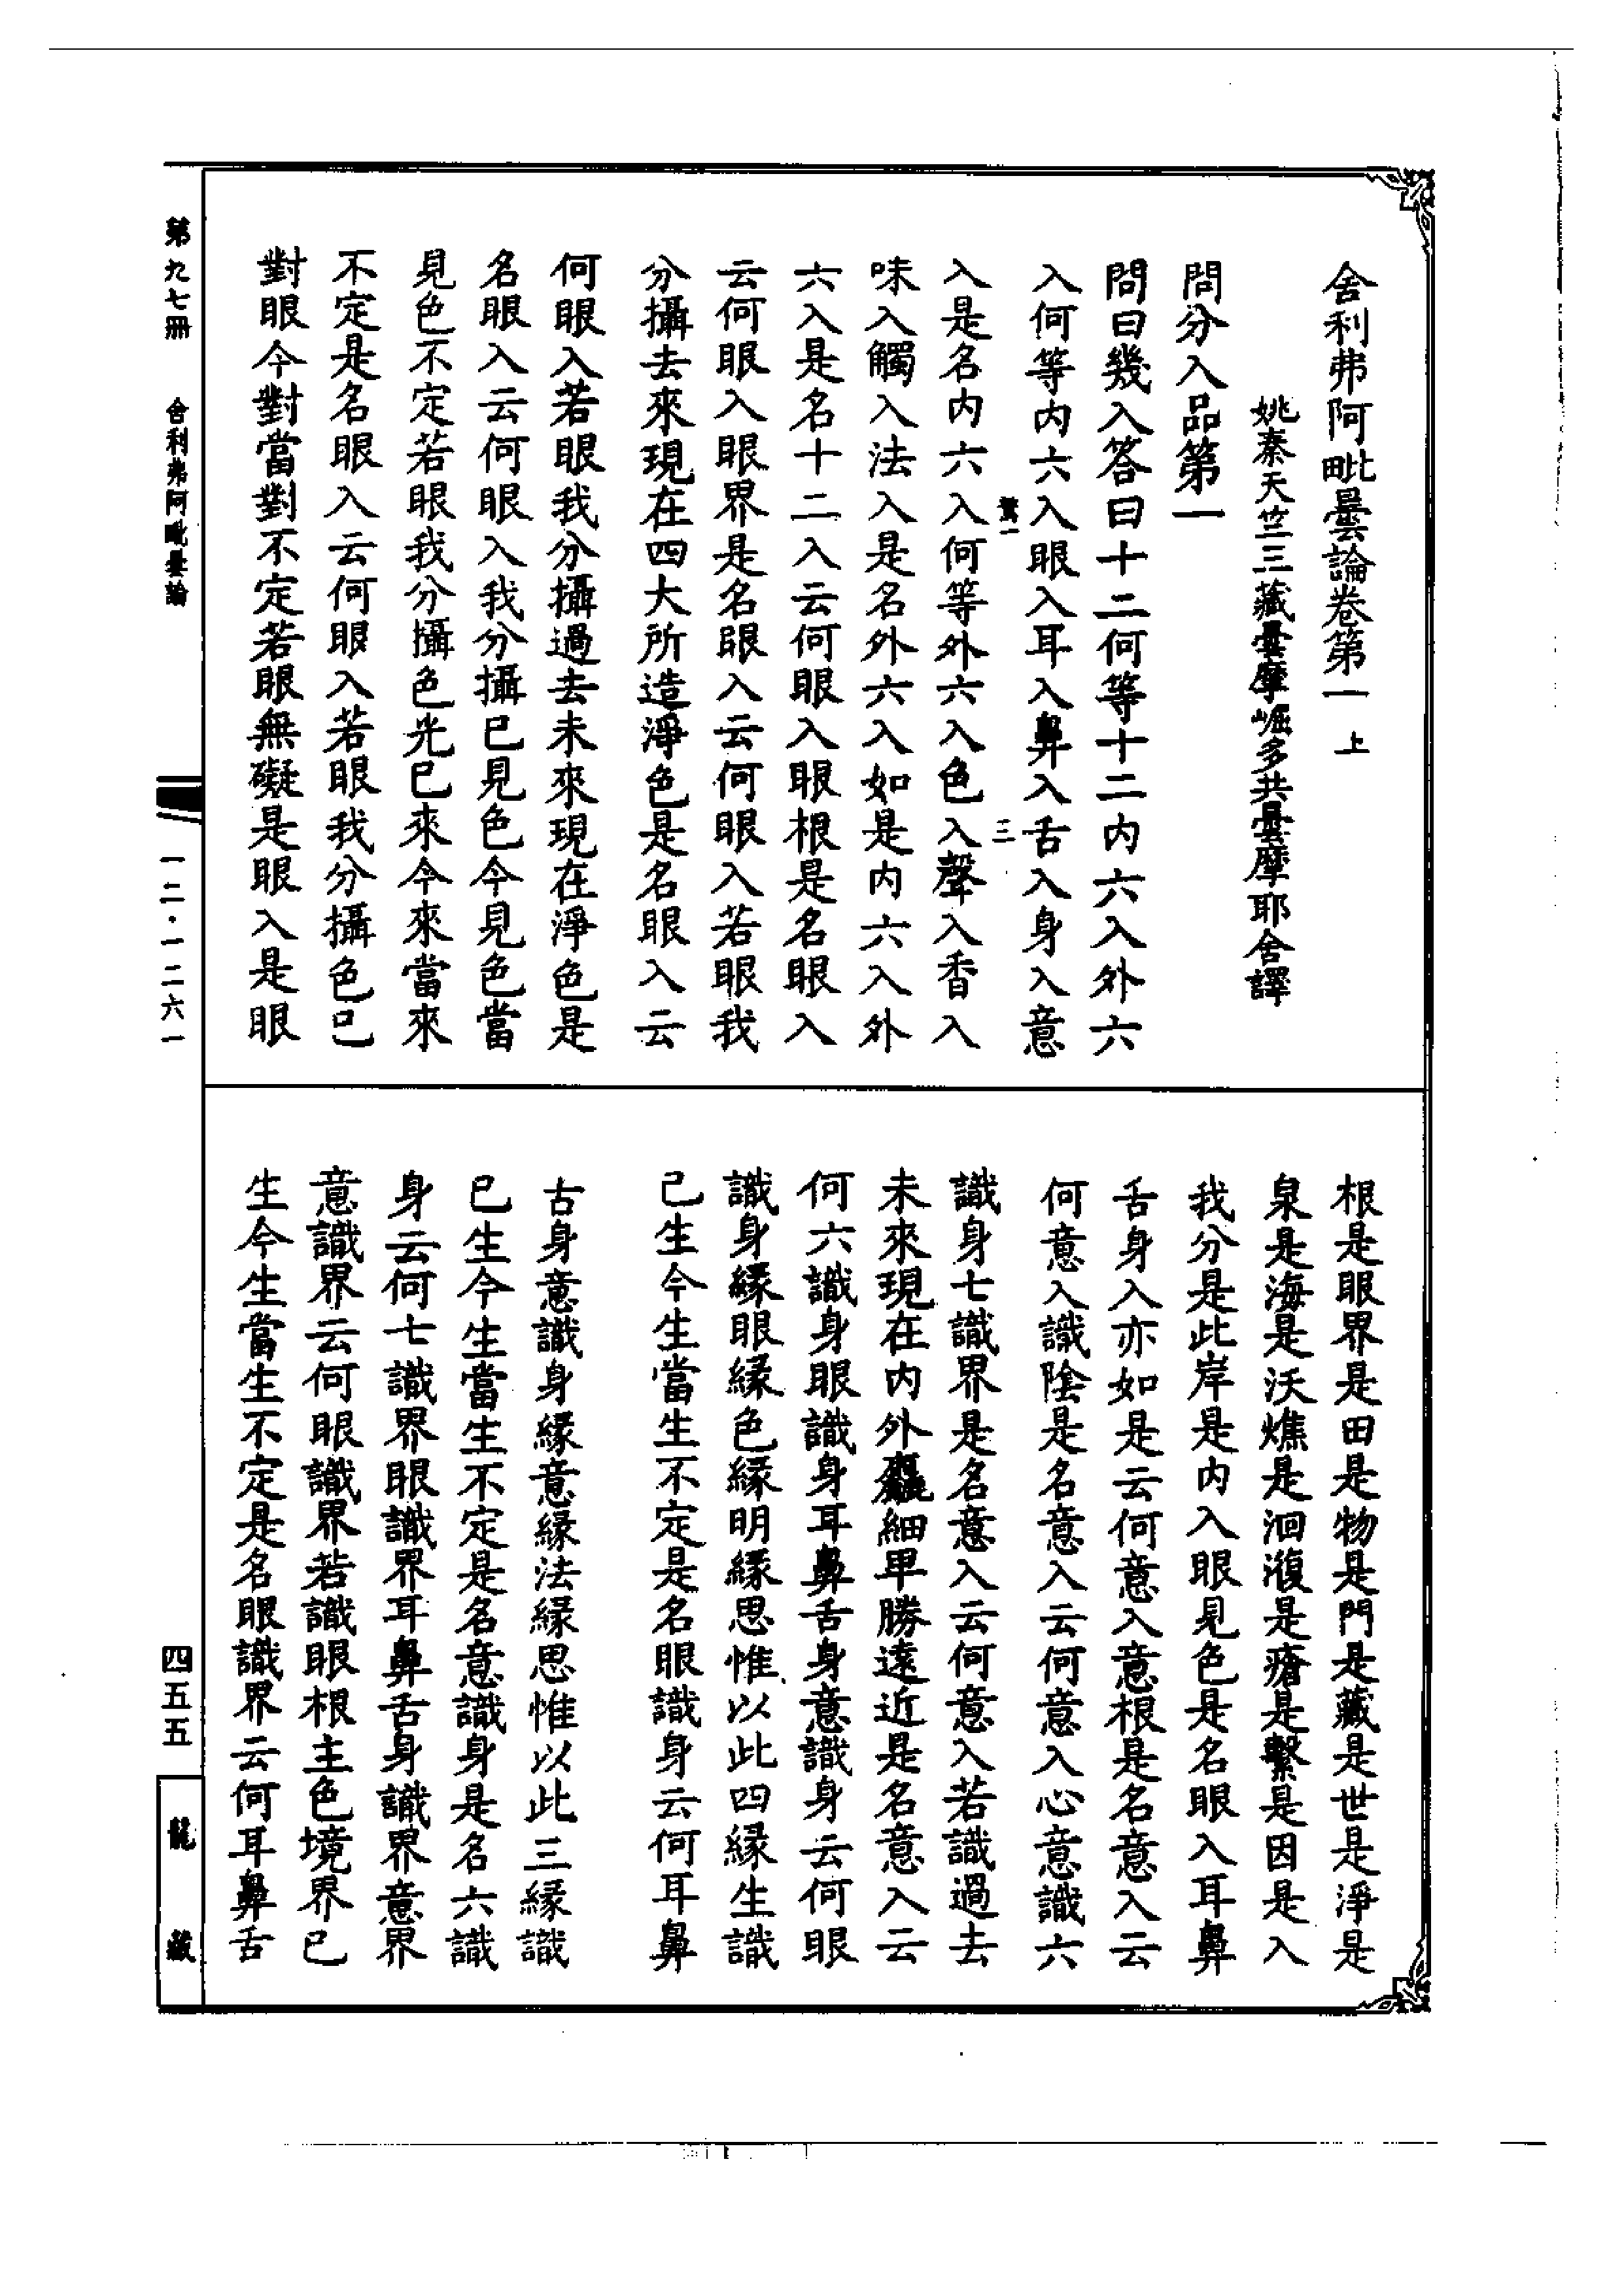 舍利弗阿毗曇論卷第一上
姚秦天竺三藏曇摩崛多共曇摩耶舍譯
問分入品第一
問曰幾入答曰十二何等十二内六入外六
入何等内六入眼入耳入鼻入舌入身入意
三
入是名内六入何等外六入色入聲入香入
味入觸入法入是名外六入如是内六入外
六入是名十二入云何眼入眼根是名眼入
云何眼入眼界是名眼入云何眼入若眼我
分攝去來現在四大所造淨色是名眼入云
何眼入若眼我分攝過去未來現在淨色是
名眼入云何眼入我分攝已見色今見色當
見色不定若眼我分攝色光已來今來當來
不定是名眼入云何眼入若眼我分攝色已
對眼今對當對不定若眼無礙是眼入是眼
根是眼界是田是物是門是藏是世是淨是
泉是海是沃燋是洄澓是瘡是繫是因是入
我分是此岸是内入眼見色是名眼入耳鼻
舌身入亦如是云何意入意根是名意入云
何意入識陰是名意入云何意入心意識六
識身七識界是名意入云何意入若識過去
未來現在内外麤細卑勝遠近是名意入云
何六識身眼識身耳鼻舌身意識身云何眼
識身緣眼緣色緣明緣思惟以此四緣生識
已生今生當生不定是名眼識身云何耳鼻
舌身意識身緣意緣法緣思惟以此三緣識
已生今生當生不定是名意識身是名六識
身云何七識界眼識界耳鼻舌身識界意界
意識界云何眼識界若識眼根主色境界已
生今生當生不定是名眼識界云何耳鼻舌
第九七冊
舍利弗阿毗曇論
一二·一二六一
四五五
龍藏